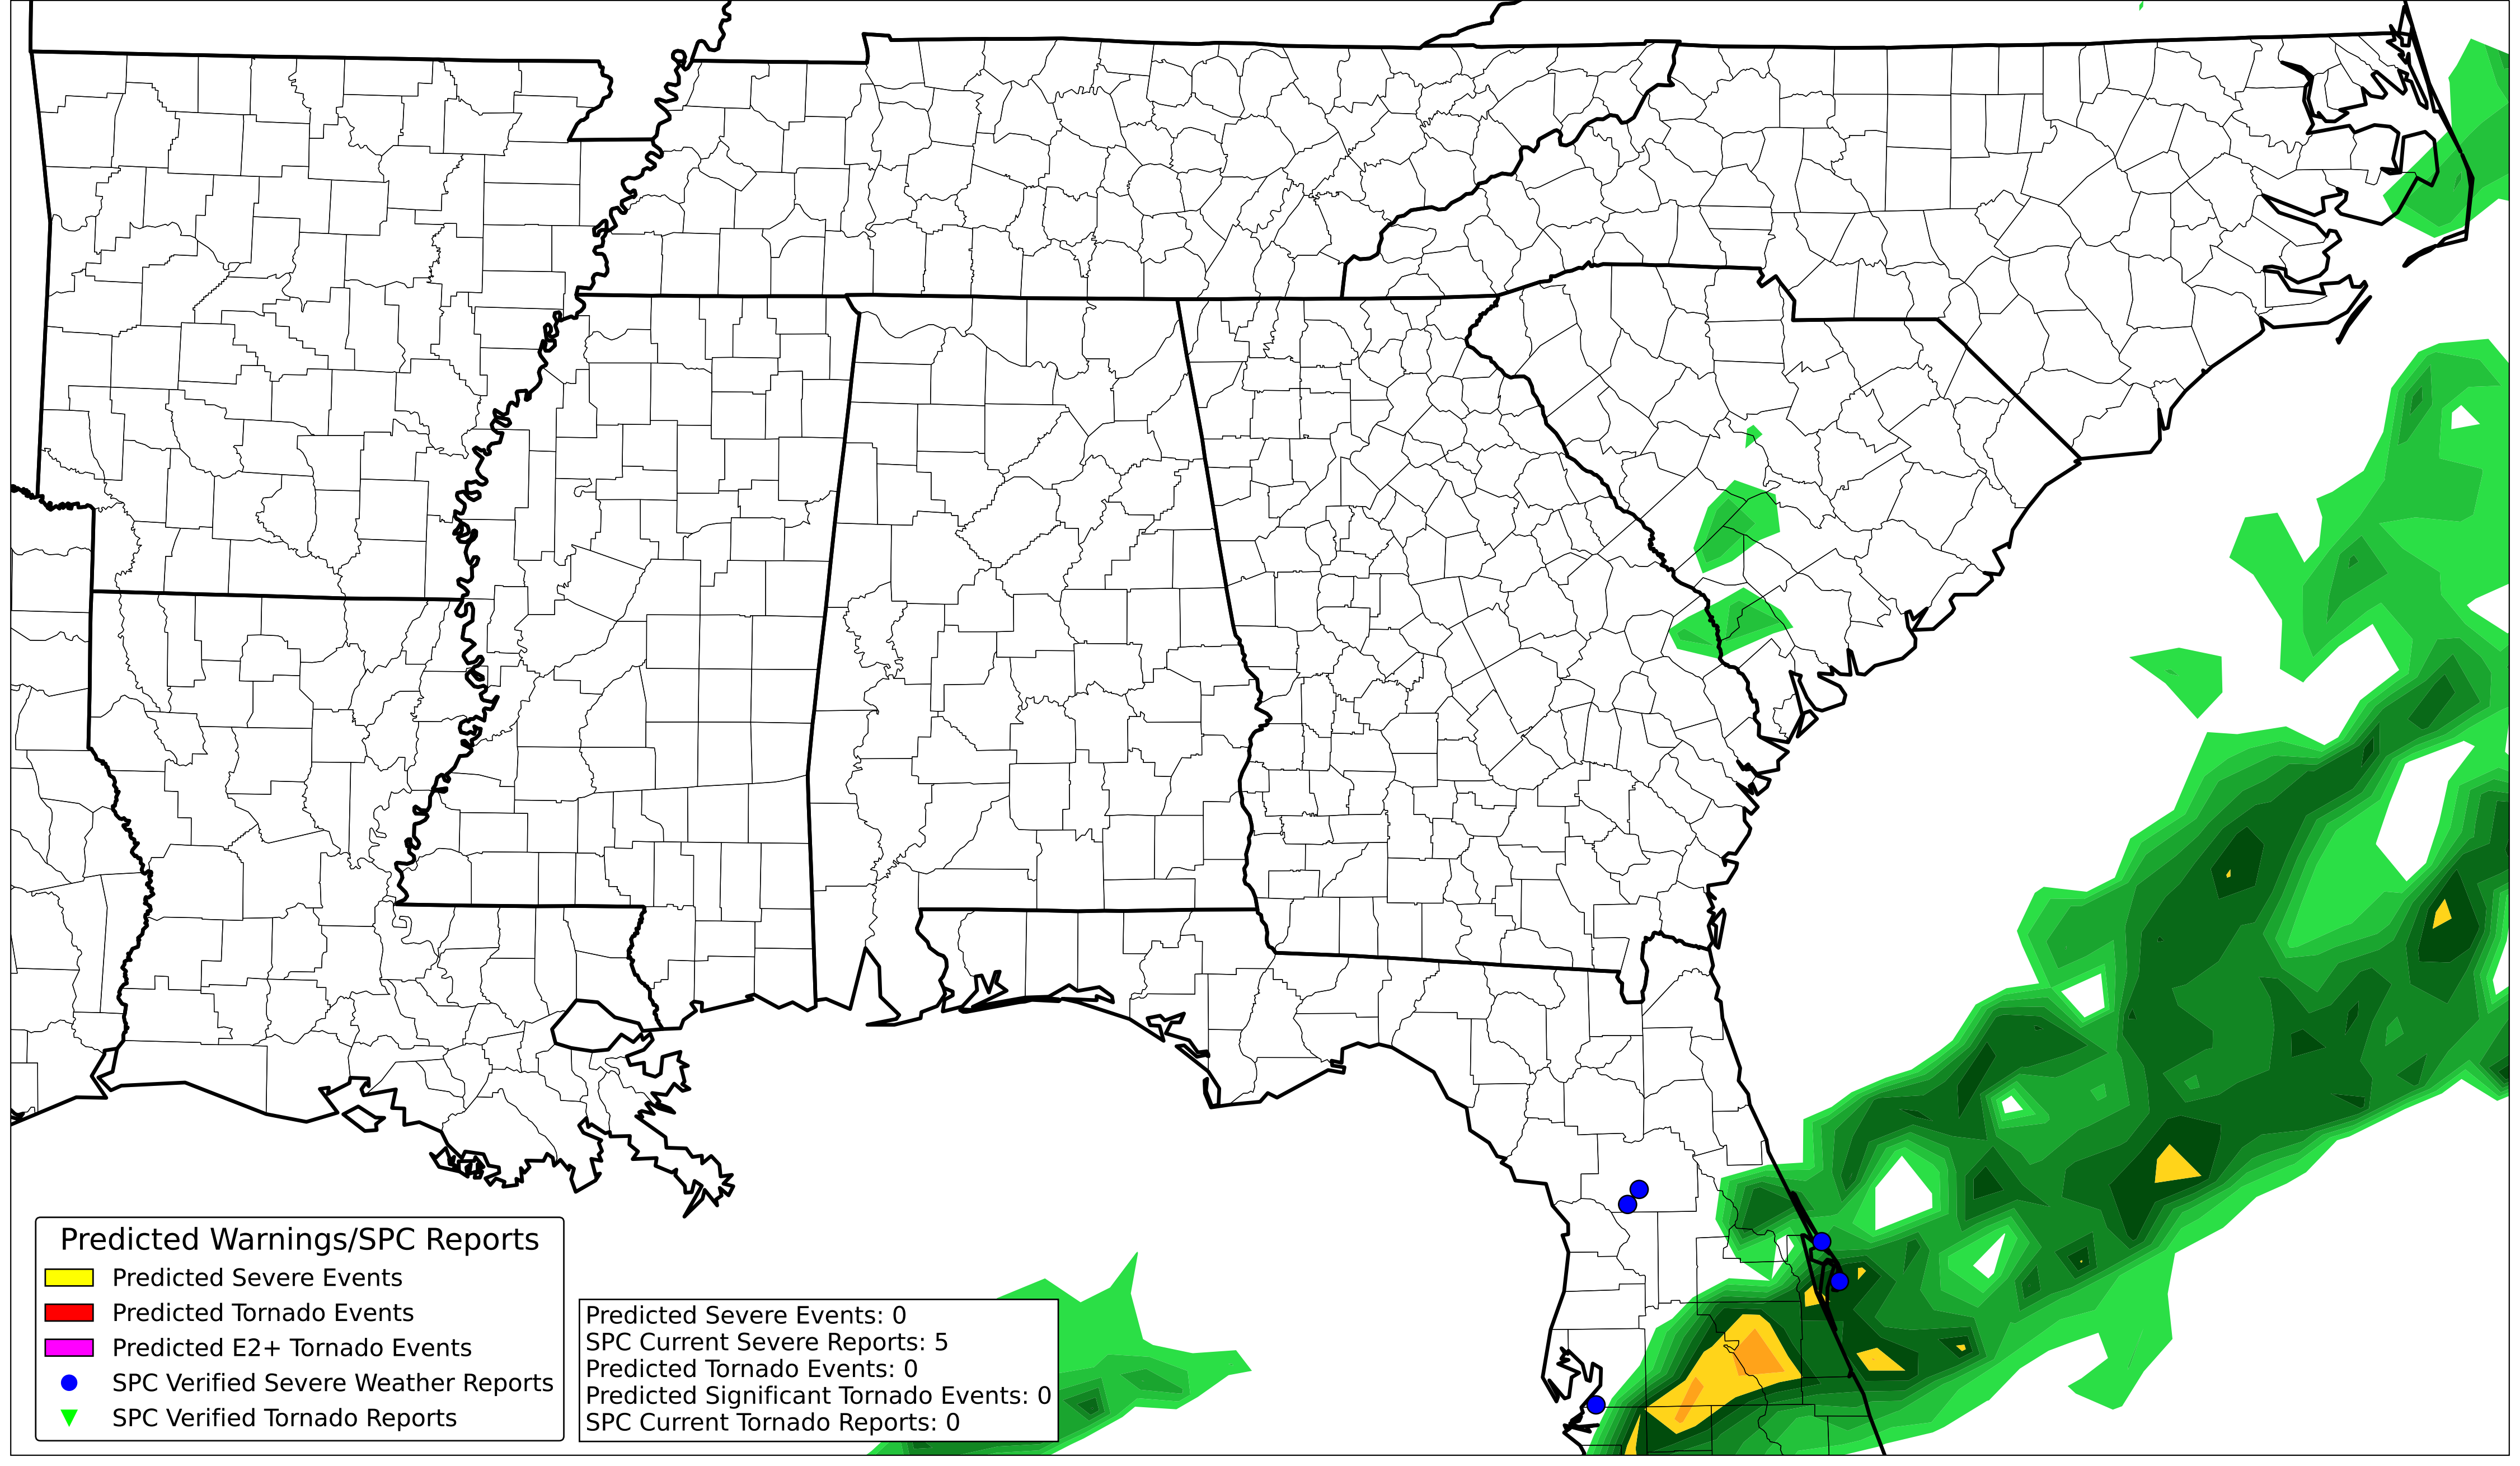 Predicted Warnings/SPC Reports
Predicted Severe Events
Predicted Tornado Events
Predicted E2+ Tornado Events
SPC Verified Severe Weather Reports
SPC Verified Tornado Reports
Predicted Severe Events: 0
SPC Current Severe Reports: 5
Predicted Tornado Events: 0
Predicted Significant Tornado Events: 0
SPC Current Tornado Reports: 0